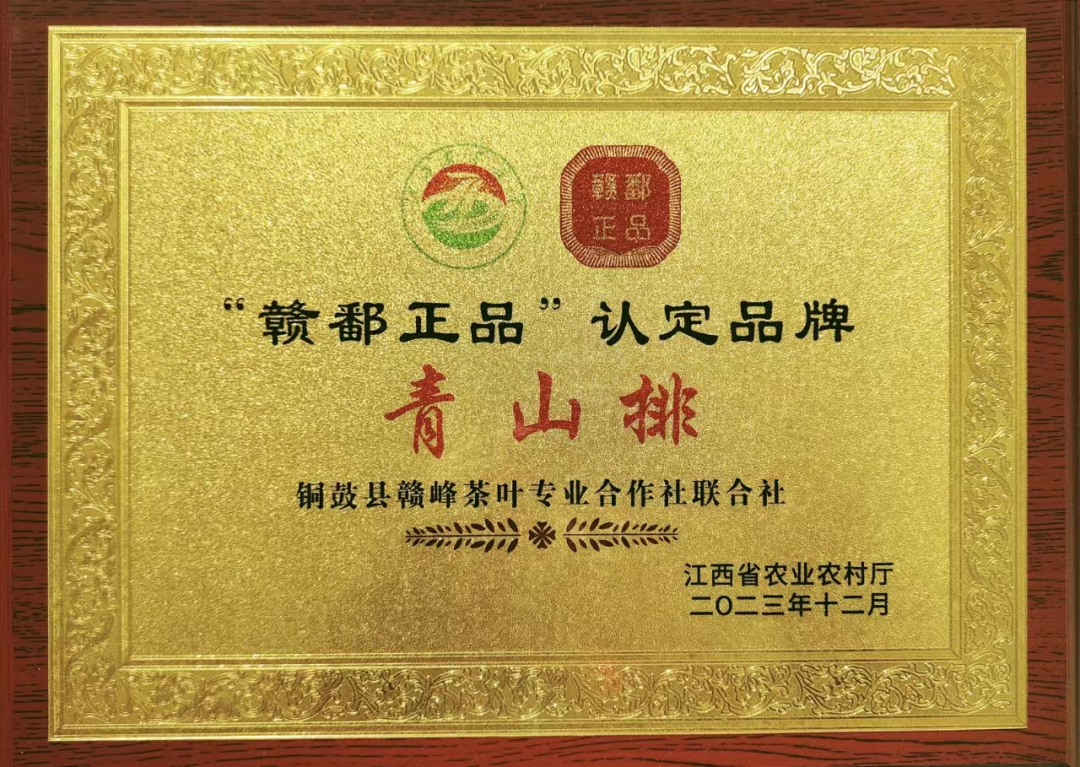 赣鄱
正品
“赣鄱正品”认定品牌
青山排
铜鼓县赣峰茶叶专业合作社联合社
江西省农业农村厅
二〇二三年十二月